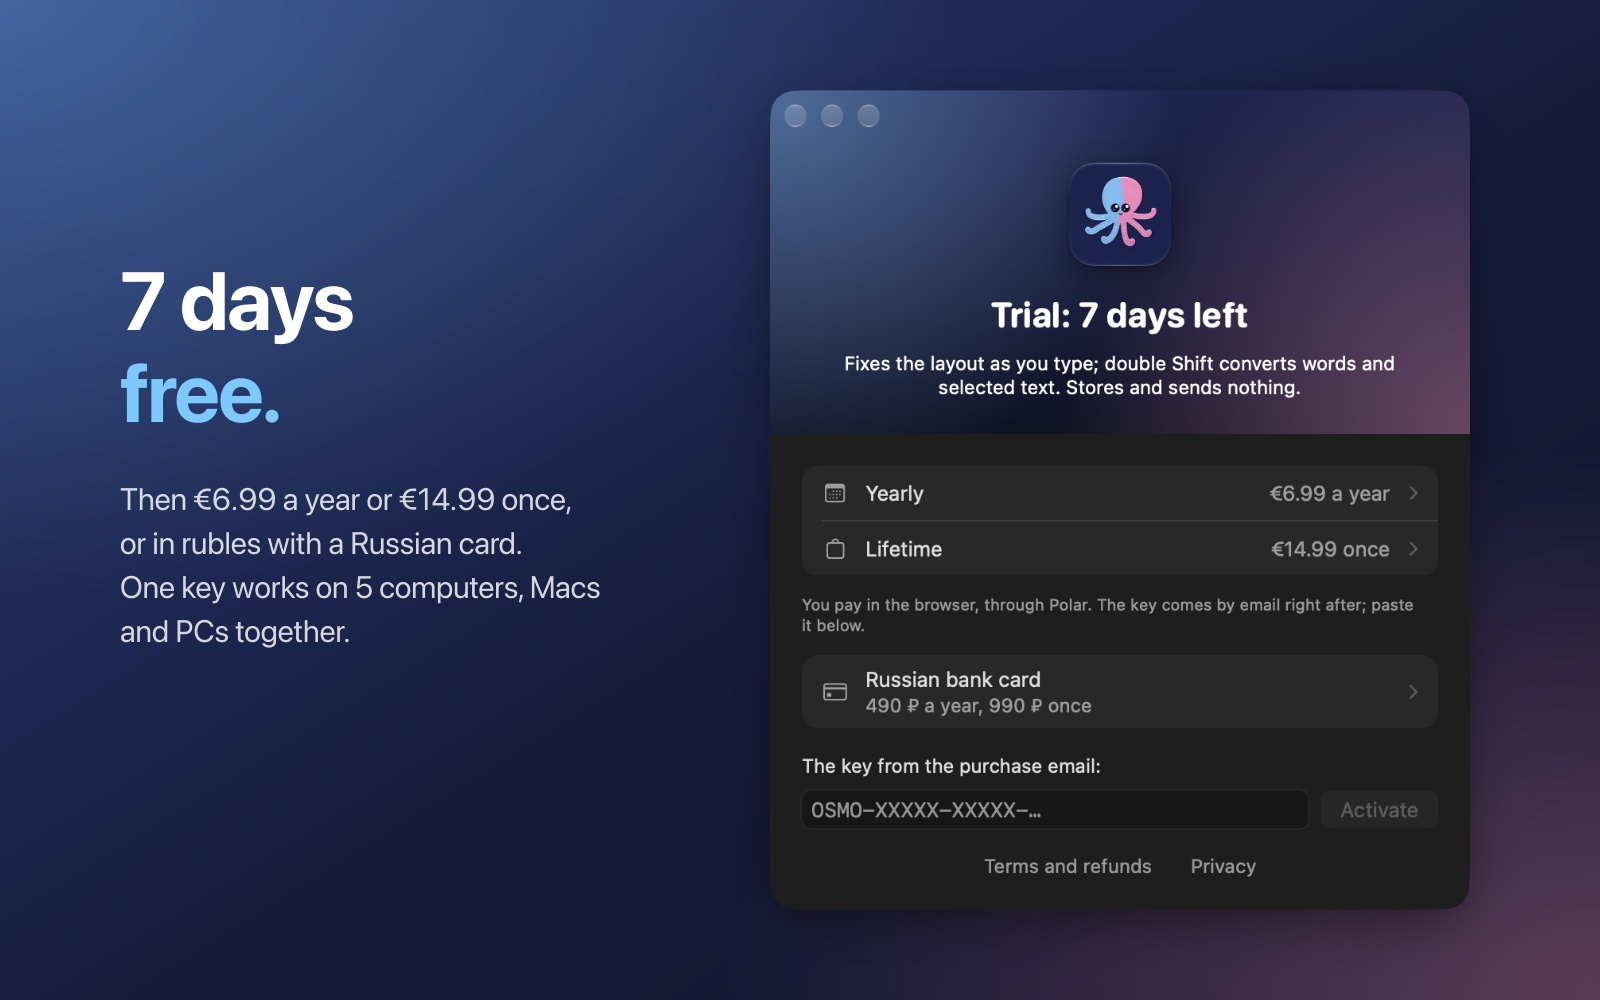 7 days
free.
Then €6.99 a year or €14.99 once,
or in rubles with a Russian card.
One key works on 5 computers, Macs
and PCs together.
Trial: 7 days left
Fixes the layout as you type; double Shift converts words and
selected text. Stores and sends nothing.
Yearly €6.99 a year
Lifetime €14.99 once
You pay in the browser, through Polar. The key comes by email right after; paste
it below.
Russian bank card
490 ₽ a year, 990 ₽ once
The key from the purchase email:
OSMO–XXXXX–XXXXX–… Activate
Terms and refunds Privacy